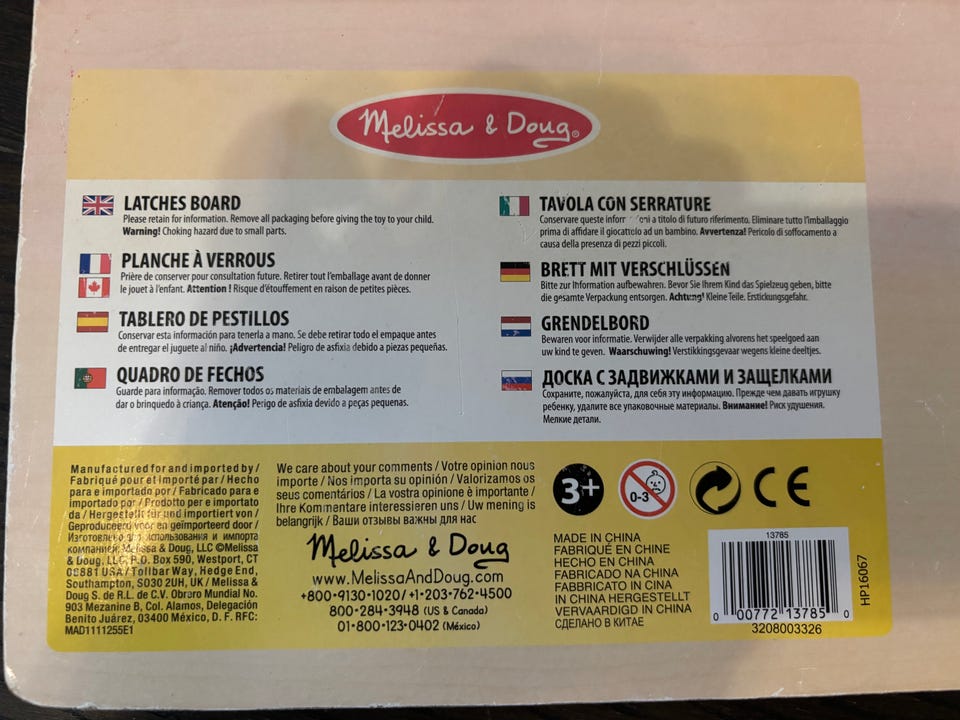 Melissa & Doug®
LATCHES BOARD
Please retain for information. Remove all packaging before giving the toy to your child.
Warning! Choking hazard due to small parts.
PLANCHE À VERROUS
Prière de conserver pour consultation future. Retirer tout l'emballage avant de donner
le jouet à l'enfant. Attention ! Risque d'étouffement en raison de petites pièces.
TABLERO DE PESTILLOS
Conservar esta información para tenerla a mano. Se debe retirar todo el empaque antes
de entregar el juguete al niño. ¡Advertencia! Peligro de asfixia debido a piezas pequeñas.
QUADRO DE FECHOS
Guarde para informação. Remover todos os materiais de embalagem antes de
dar o brinquedo à criança. Atenção! Perigo de asfixia devido a peças pequenas.
TAVOLA CON SERRATURE
Conservare queste informazioni a titolo di futuro riferimento. Eliminare tutto l'imballaggio
prima di affidare il giocattolo ad un bambino. Avvertenza! Pericolo di soffocamento a
causa della presenza di pezzi piccoli.
BRETT MIT VERSCHLÜSSEN
Bitte zur Information aufbewahren. Bevor Sie Ihrem Kind das Spielzeug geben, bitte
die gesamte Verpackung entsorgen. Achtung! Kleine Teile. Erstickungsgefahr.
GRENDELBORD
Bewaren voor informatie. Verwijder alle verpakking alvorens het speelgoed aan
uw kind te geven. Waarschuwing! Verstikkingsgevaar wegens kleine deeltjes.
ДОСКА С ЗАДВИЖКАМИ И ЗАЩЕЛКАМИ
Сохраните, пожалуйста, для себя эту информацию. Прежде чем давать игрушку
ребенку, удалите все упаковочные материалы. Внимание! Риск удушения.
Мелкие детали.
Manufactured for and imported by /
Fabriqué pour et importé par / Hecho
para e importado por / Fabricado para e
importado por / Prodotto per e importato
da / Hergestellt für und importiert von /
Geproduceerd voor en geïmporteerd door /
Изготовлено для использования и импорта
компанией Melissa & Doug, LLC ©Melissa
& Doug, LLC, P.O. Box 590, Westport, CT
06881 USA / Tollbar Way, Hedge End,
Southampton, SO30 2UH, UK / Melissa &
Doug S. de R.L. de C.V. Obrero Mundial No.
903 Mezanine B, Col. Alamos, Delegación
Benito Juárez, 03400 México, D. F. RFC:
MAD1111255E1
We care about your comments / Votre opinion nous
importe / Nos importa su opinión / Valorizamos os
seus comentários / La vostra opinione è importante /
Ihre Kommentare interessieren uns / Uw mening is
belangrijk / Ваши отзывы важны для нас
Melissa & Doug
www.MelissaAndDoug.com
+800-9130-1020 / +1-203-762-4500
800-284-3948 (US & Canada)
01-800-123-0402 (México)
3+
0-3
CE
MADE IN CHINA
FABRIQUÉ EN CHINE
HECHO EN CHINA
FABRICADO NA CHINA
FABBRICATO IN CINA
IN CHINA HERGESTELLT
VERVAARDIGD IN CHINA
СДЕЛАНО В КИТАЕ
13785
0 00772 13785 0
3208003326
HP16067